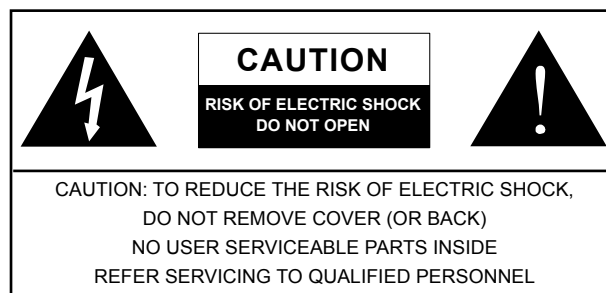 CAUTION
RISK OF ELECTRIC SHOCK
DO NOT OPEN
!
CAUTION: TO REDUCE THE RISK OF ELECTRIC SHOCK,
DO NOT REMOVE COVER (OR BACK)
NO USER SERVICEABLE PARTS INSIDE
REFER SERVICING TO QUALIFIED PERSONNEL